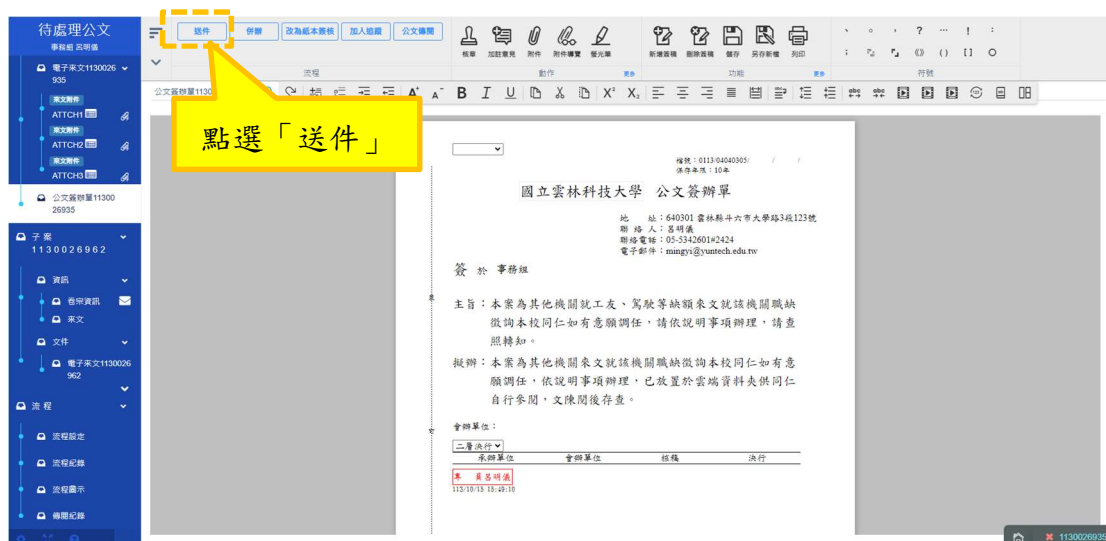 待處理公文
事務組 呂明儀
電子來文1130026
935
來文附件
ATTCH1
來文附件
ATTCH2
來文附件
ATTCH3
公文簽辦單11300
26935
子案
1130026962
資訊
卷宗資訊
來文
文件
電子來文1130026
962
流程
流程設定
流程紀錄
流程圖示
傳閱紀錄
送件 併辦 改為紙本簽核 加入追蹤 公文傳閱
流程
核章 加註意見 附件 附件導覽 螢光筆
動作 更多
新增簽稿 刪除簽稿 儲存 另存新檔 列印
功能 更多
、 。 , ? … ! :
; 「」 『』 《》 () [] ○
符號
公文簽辦單1130
A+ A- B I U X² X₂
點選「送件」
檔號:0113/04040305/ / /
保存年限:10年
國立雲林科技大學 公文簽辦單
地 址:640301 雲林縣斗六市大學路3段123號
聯 絡 人:呂明儀
聯絡電話:05-5342601#2424
電子郵件:mingyi@yuntech.edu.tw
簽 於 事務組
裝
主旨:本案為其他機關就工友、駕駛等缺額來文就該機關職缺
徵詢本校同仁如有意願調任,請依說明事項辦理,請查
照轉知。
擬辦:本案為其他機關來文就該機關職缺徵詢本校同仁如有意
願調任,依說明事項辦理,已放置於雲端資料夾供同仁
自行參閱,文陳閱後存查。
訂
會辦單位:
二層決行
承辦單位 會辦單位 核稿 決行
專 員呂明儀
113/10/15 15:49:10
1130026935